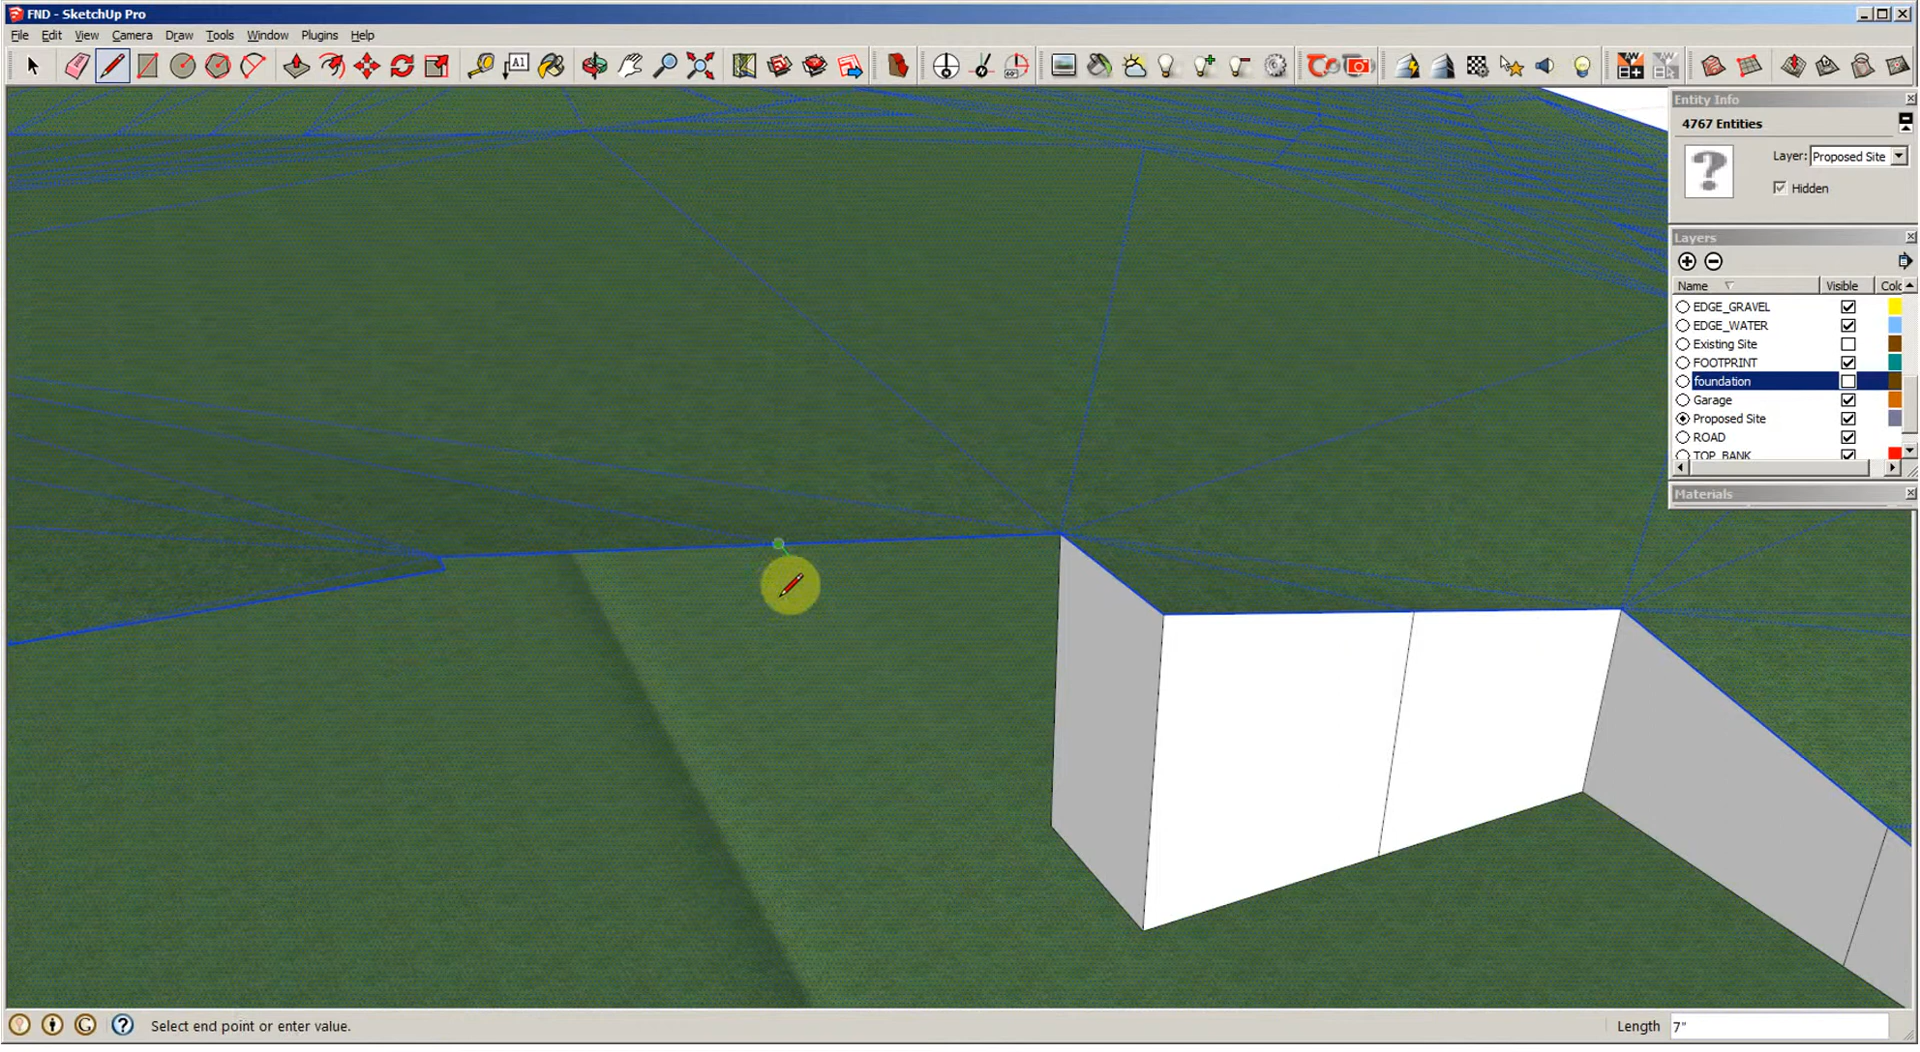 FND - SketchUp Pro
File Edit View Camera Draw Tools Window Plugins Help
A1
Entity Info
4767 Entities
Layer: Proposed Site
Hidden
Layers
Name Visible Colo
EDGE_GRAVEL
EDGE_WATER
Existing Site
FOOTPRINT
foundation
Garage
Proposed Site
ROAD
TOP_BANK
Materials
Select end point or enter value.
Length 7"